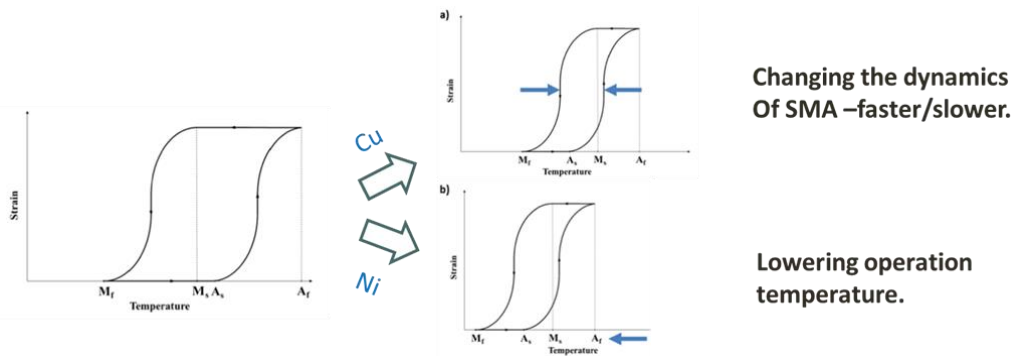 Strain
Mf Ms As Af
Temperature
Cu
Ni
a)
Strain
Mf As Ms Af
Temperature
Changing the dynamics
Of SMA –faster/slower.
b)
Strain
Mf As Ms Af
Temperature
Lowering operation
temperature.